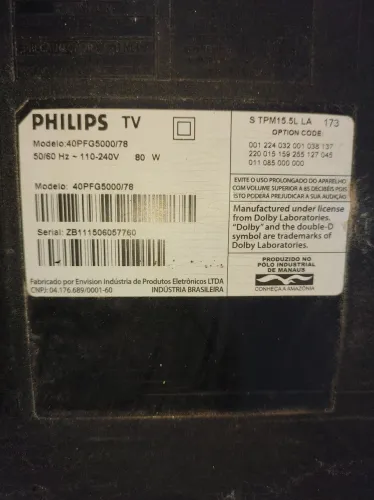 PHILIPS TV
Modelo:40PFG5000/78
50/60 Hz ~ 110-240V 80 W
Modelo: 40PFG5000/78
Serial: ZB111506057760
Fabricado por Envision Indústria de Produtos Eletrônicos LTDA
CNPJ: 04.176.689/0001-60 INDÚSTRIA BRASILEIRA
S TPM15.5L LA 173
OPTION CODE:
001 224 032 001 038 137
220 015 159 255 127 045
011 085 000 000
EVITE O USO PROLONGADO DO APARELHO
COM VOLUME SUPERIOR A 85 DECIBÉIS POIS
ISTO PODERÁ PREJUDICAR A SUA AUDIÇÃO
Manufactured under license
from Dolby Laboratories.
"Dolby" and the double-D
symbol are trademarks of
Dolby Laboratories.
PRODUZIDO NO
PÓLO INDUSTRIAL
DE MANAUS
CONHEÇA A AMAZÔNIA